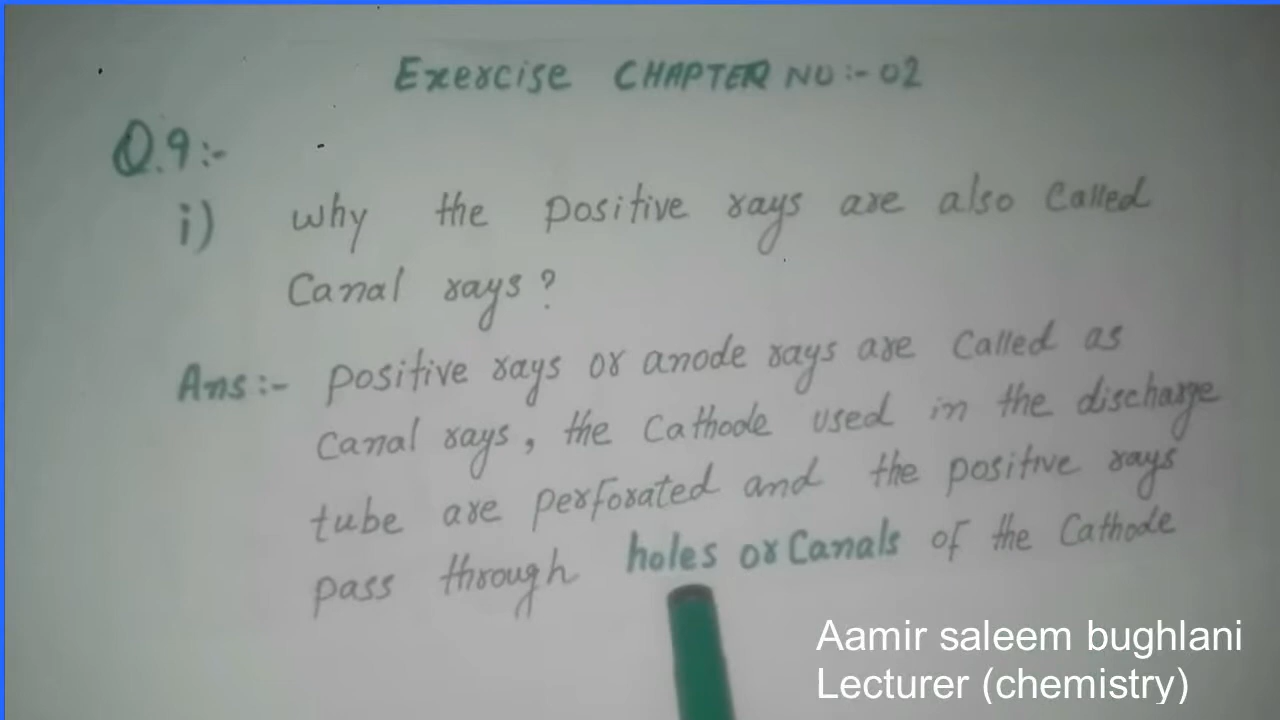 Exercise CHAPTER NO:- 02
Q.9:-
i) why the positive rays are also Called
Canal rays?
Ans:- positive rays or anode rays are called as
Canal rays, the Cathode used in the discharge
tube are perforated and the positive rays
pass through holes or Canals of the Cathode
Aamir saleem bughlani
Lecturer (chemistry)